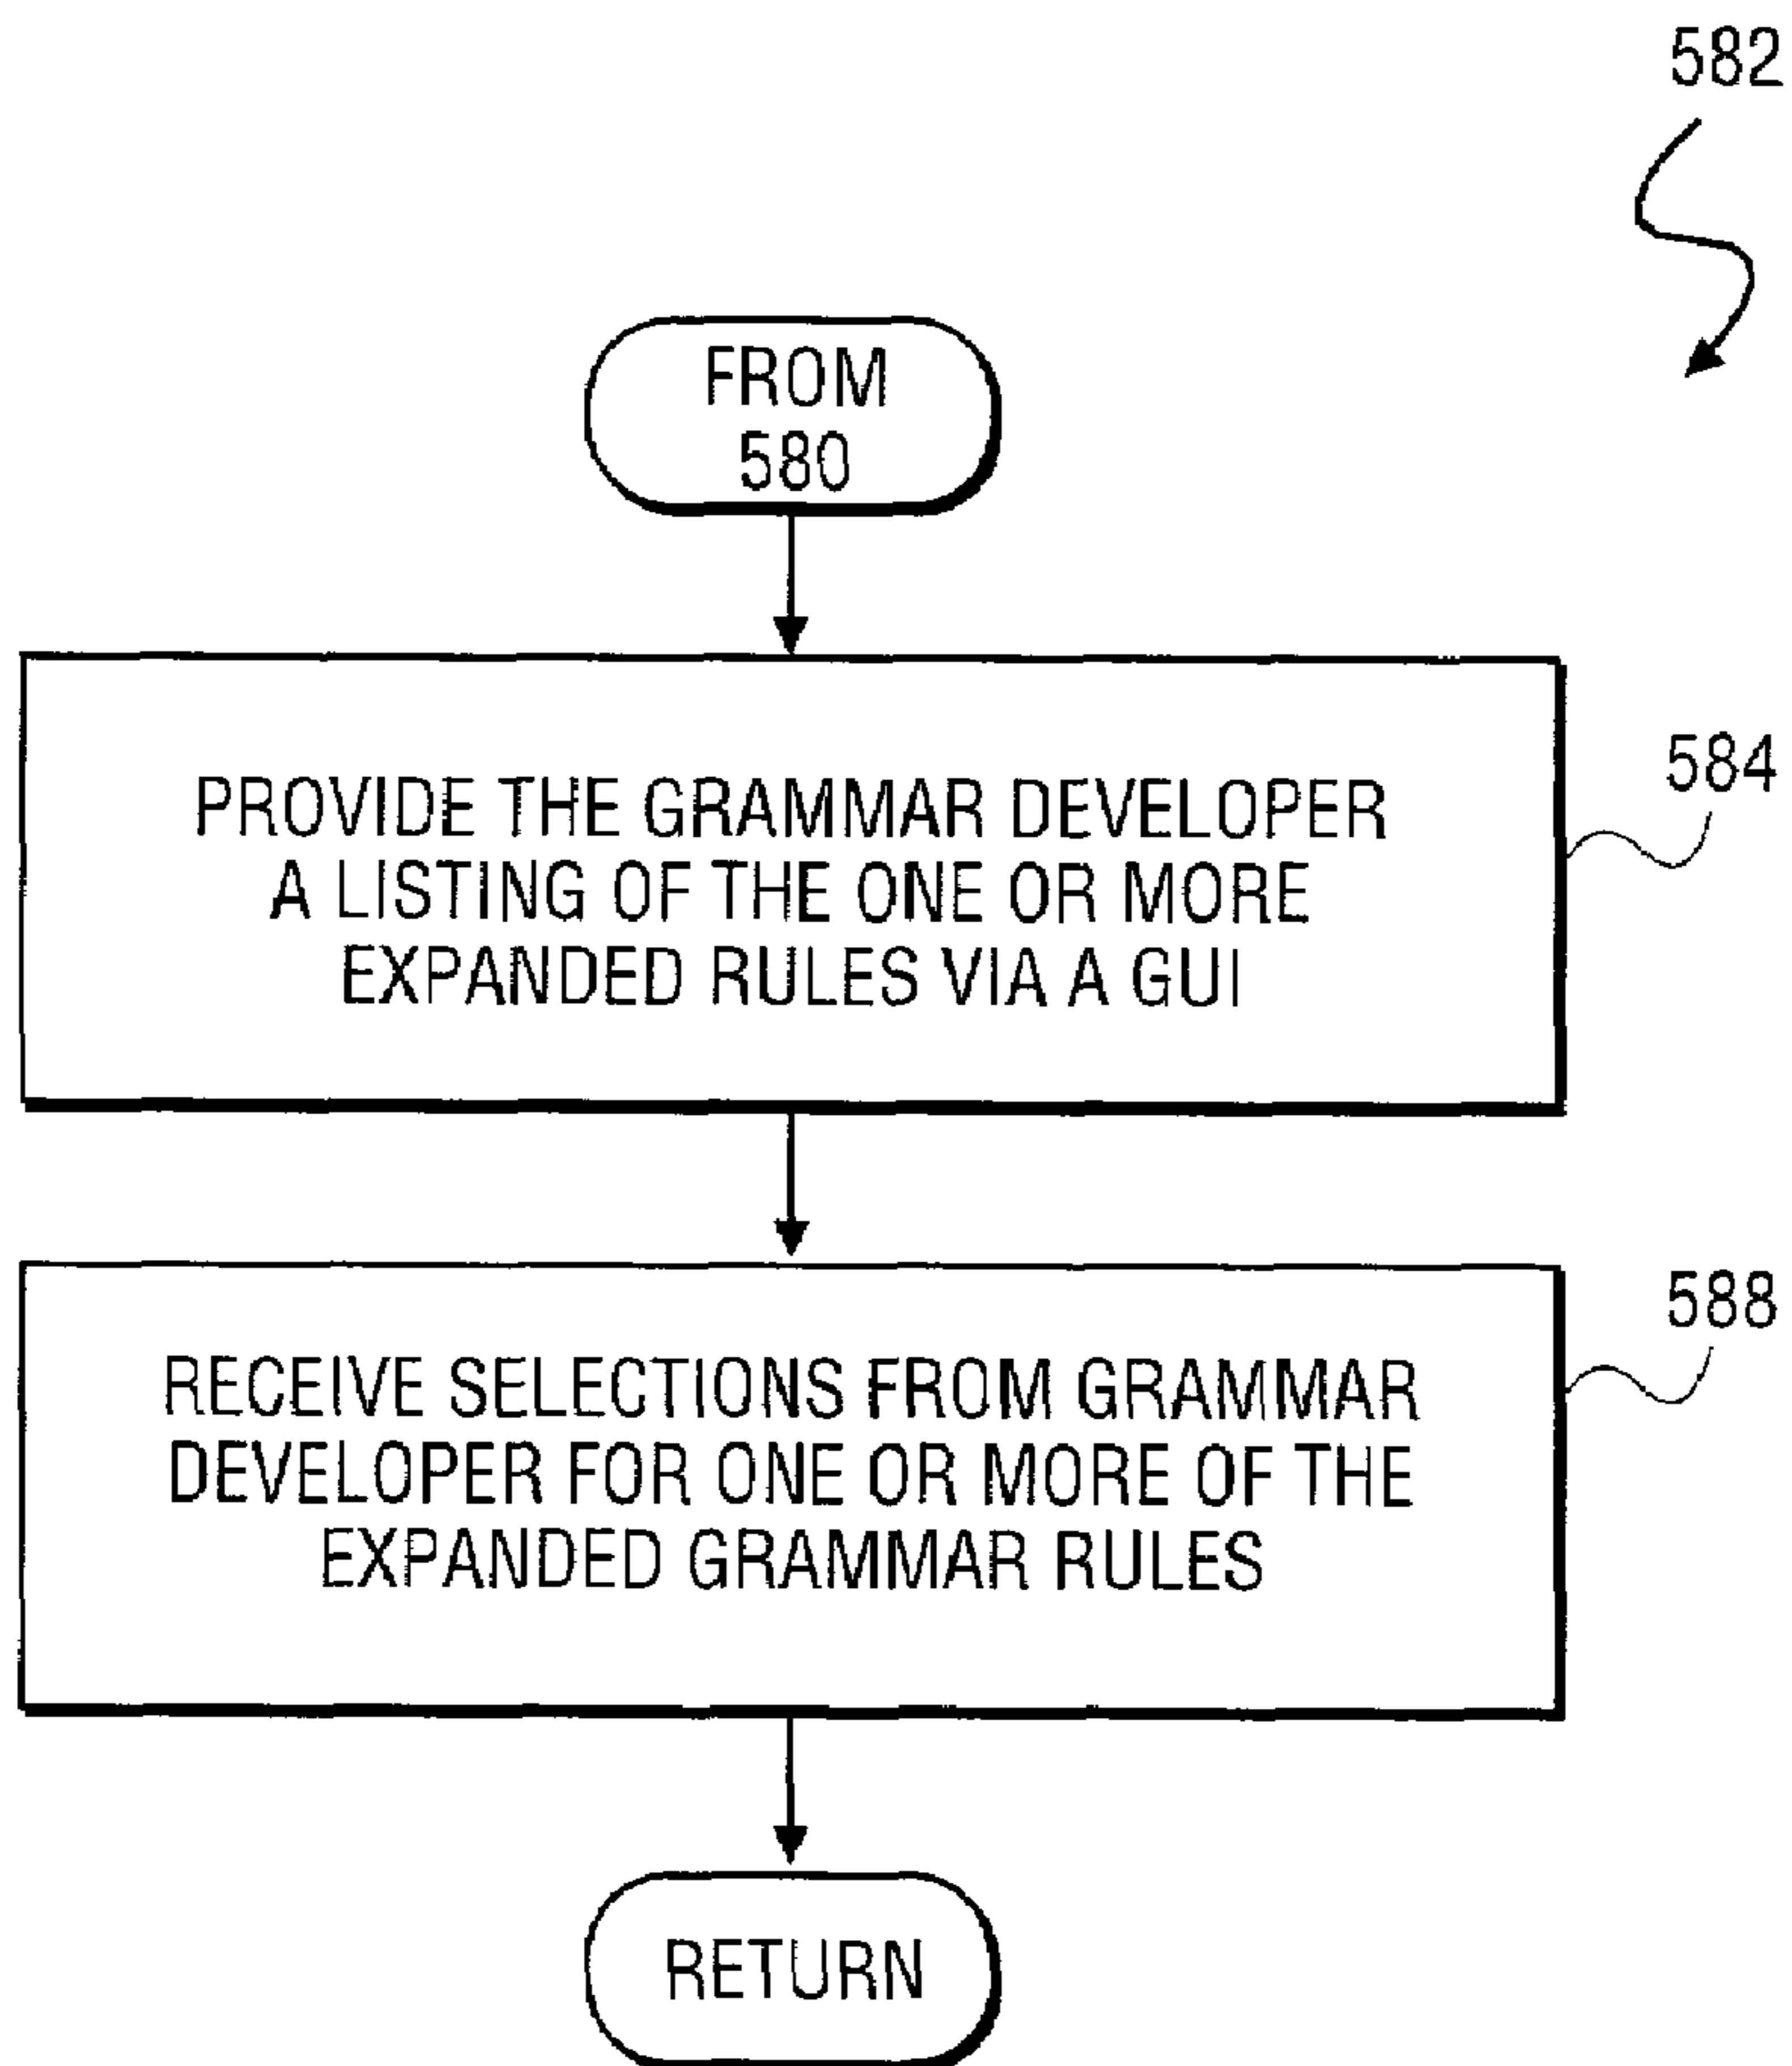 582
FROM
580
PROVIDE THE GRAMMAR DEVELOPER
A LISTING OF THE ONE OR MORE
EXPANDED RULES VIA A GUI
584
RECEIVE SELECTIONS FROM GRAMMAR
DEVELOPER FOR ONE OR MORE OF THE
EXPANDED GRAMMAR RULES
588
RETURN